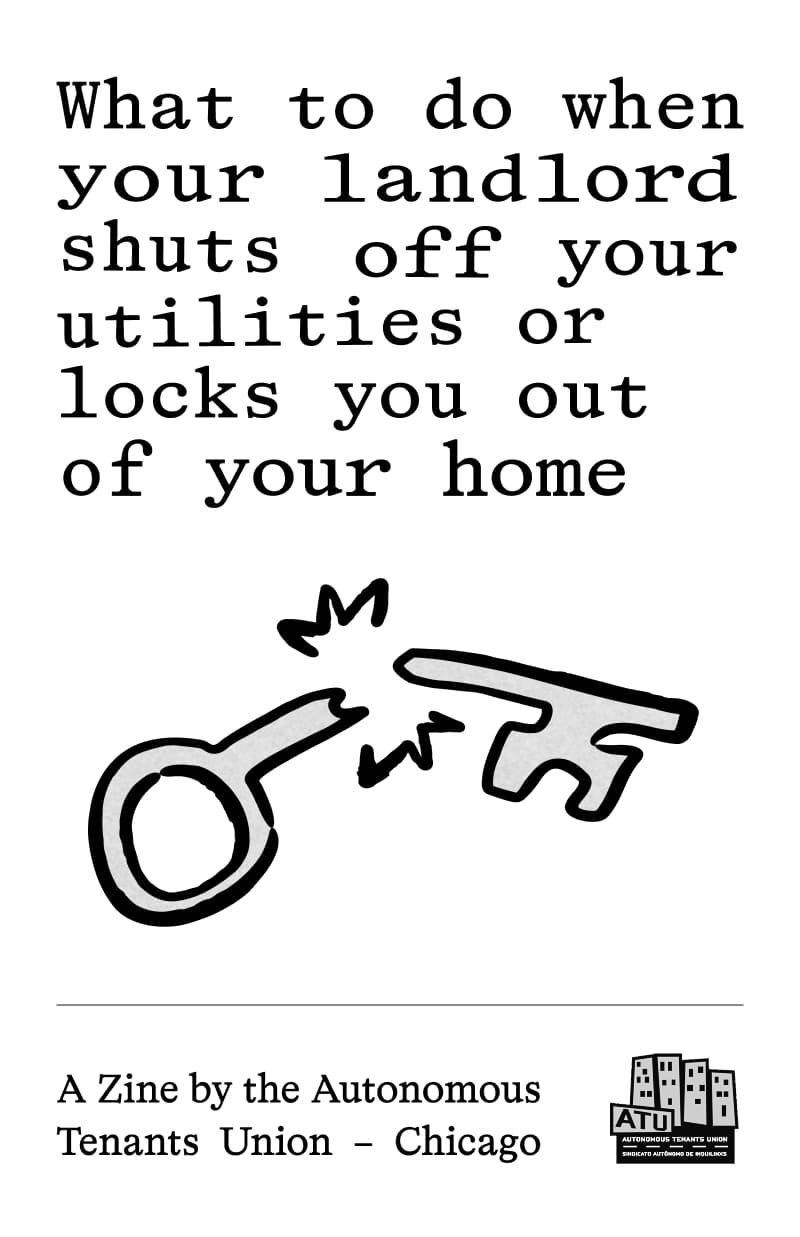 What to do when
your landlord
shuts off your
utilities or
locks you out
of your home
A Zine by the Autonomous
Tenants Union – Chicago
ATU
AUTONOMOUS TENANTS UNION
SINDICATO AUTÓNOMO DE INQUILINXS